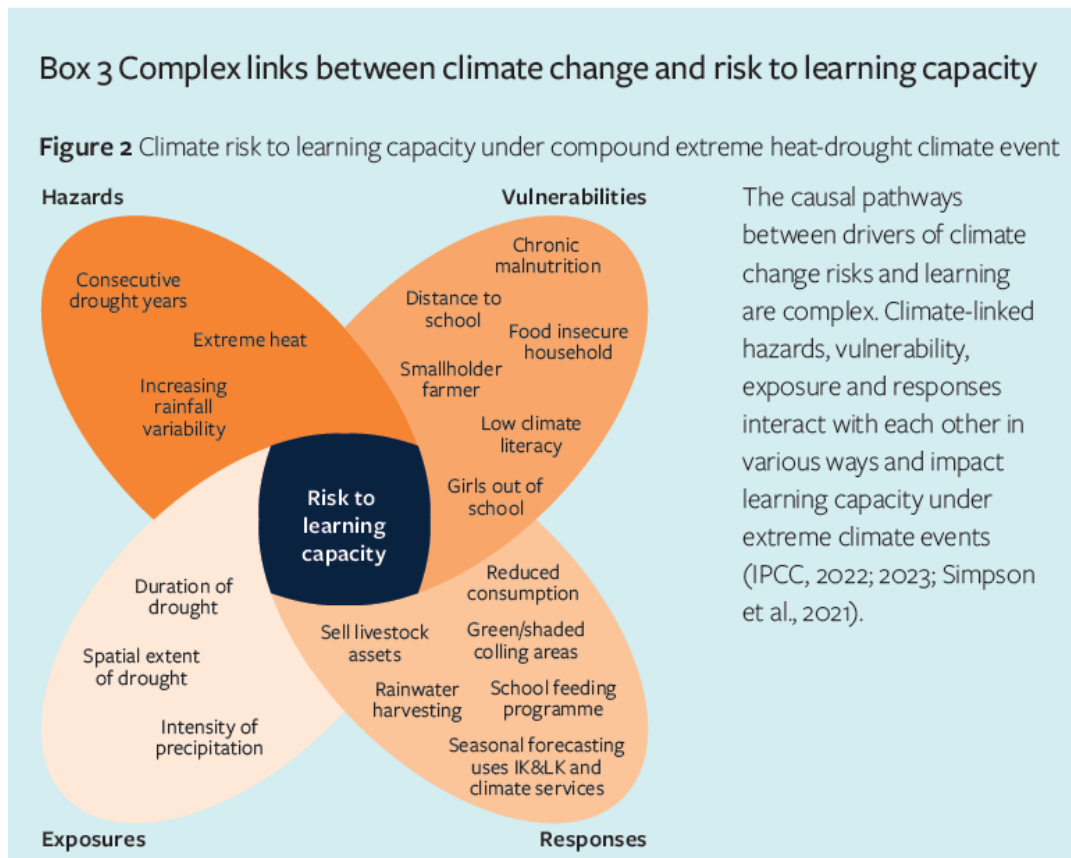 Box 3 Complex links between climate change and risk to learning capacity
Figure 2 Climate risk to learning capacity under compound extreme heat-drought climate event
Hazards
Consecutive
drought years
Extreme heat
Increasing
rainfall
variability
Vulnerabilities
Chronic
malnutrition
Distance to
school
Food insecure
household
Smallholder
farmer
Low climate
literacy
Girls out of
school
Risk to
learning
capacity
Duration of
drought
Spatial extent
of drought
Intensity of
precipitation
Exposures
Reduced
consumption
Sell livestock
assets
Green/shaded
colling areas
Rainwater
harvesting
School feeding
programme
Seasonal forecasting
uses IK&LK and
climate services
Responses
The causal pathways
between drivers of climate
change risks and learning
are complex. Climate-linked
hazards, vulnerability,
exposure and responses
interact with each other in
various ways and impact
learning capacity under
extreme climate events
(IPCC, 2022; 2023; Simpson
et al., 2021).